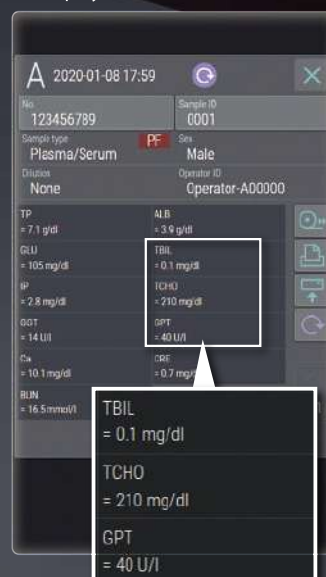 A 2020-01-08 17:59
No.
123456789
Sample ID
0001
Sample type
Plasma/Serum
PF
Sex
Male
Dilution
None
Operator ID
Operator-A00000
TP
= 7.1 g/dl
ALB
= 3.9 g/dl
GLU
= 105 mg/dl
TBIL
= 0.1 mg/dl
IP
= 2.8 mg/dl
TCHO
= 210 mg/dl
GGT
= 14 U/l
GPT
= 40 U/l
Ca
= 10.1 mg/dl
CRE
= 0.7 mg/
BUN
= 16.5 mmol/l
TBIL
= 0.1 mg/dl
TCHO
= 210 mg/dl
GPT
= 40 U/l